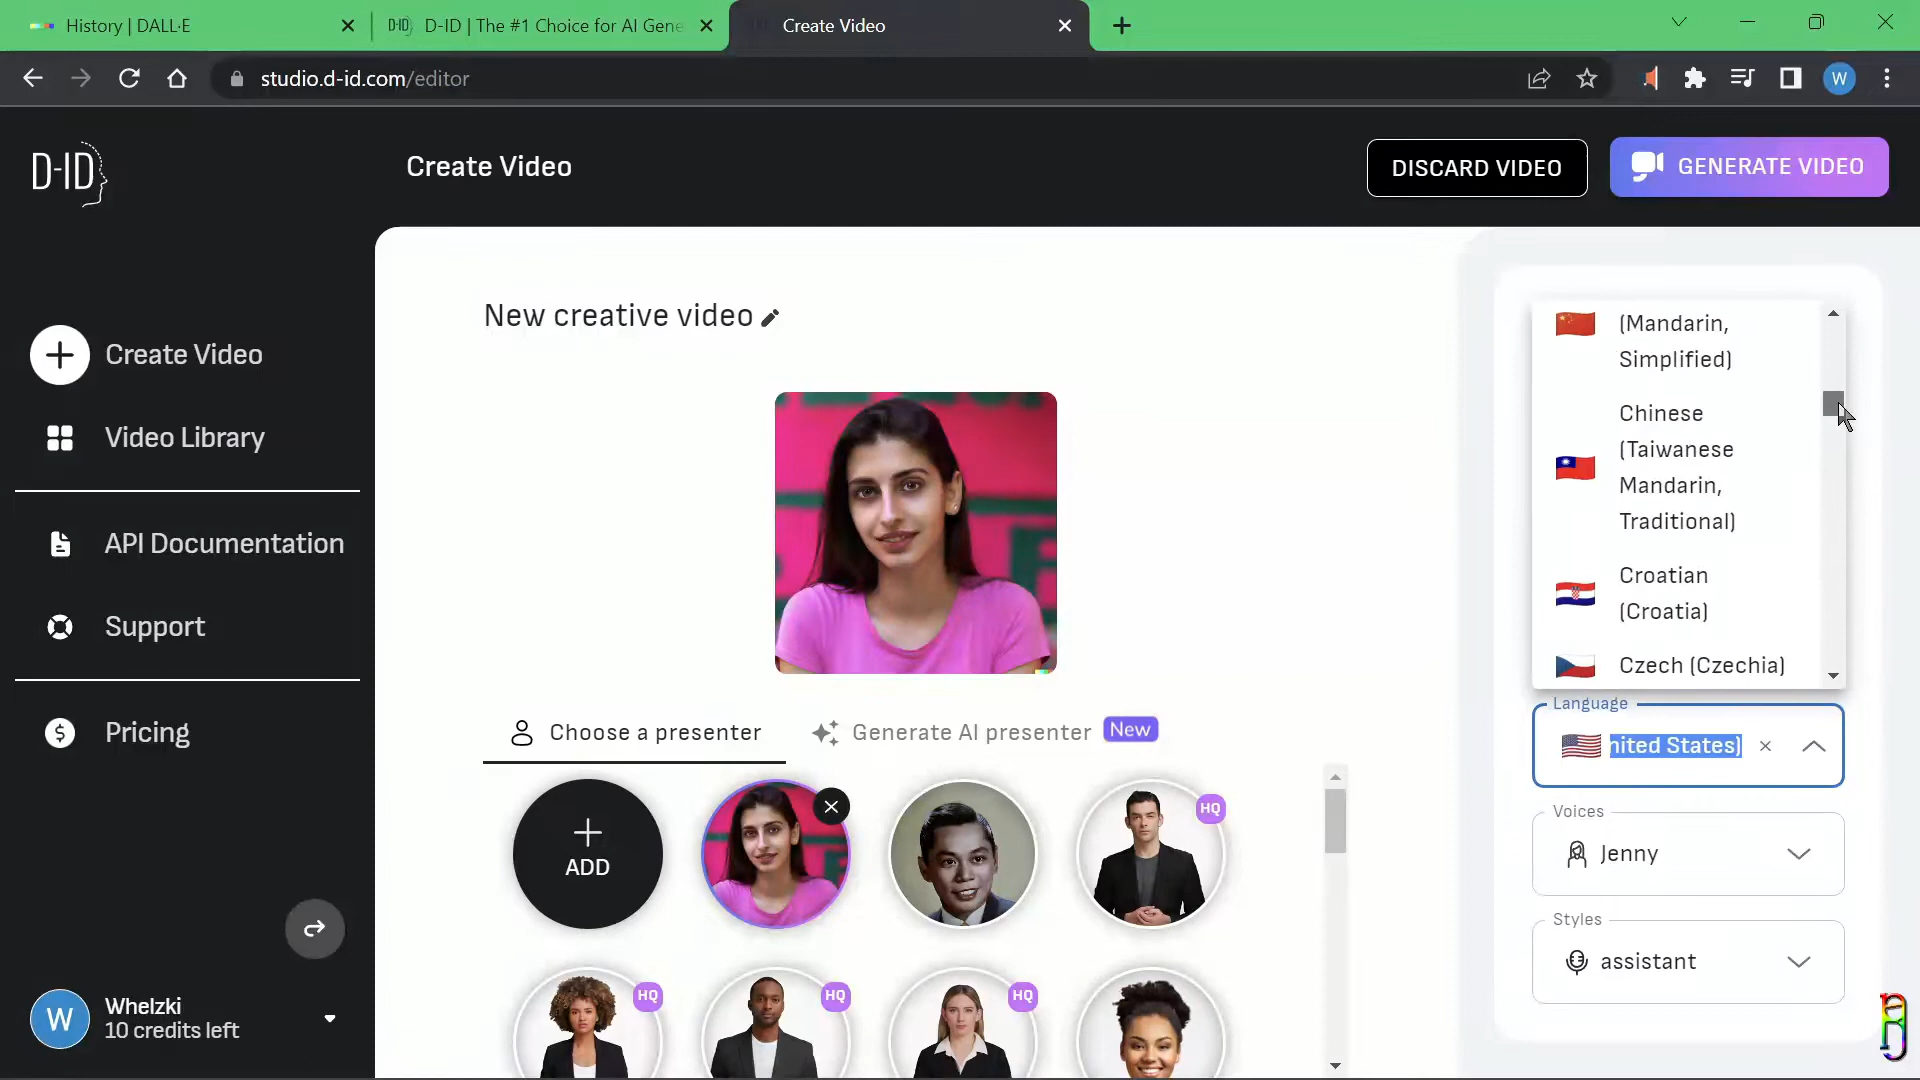 History | DALL·E
D-ID | The #1 Choice for AI Gene
Create Video
studio.d-id.com/editor
W
D-ID
Create Video
DISCARD VIDEO
GENERATE VIDEO
Create Video
Video Library
API Documentation
Support
Pricing
W
Whelzki
10 credits left
New creative video
Choose a presenter
Generate AI presenter
New
ADD
HQ
HQ
HQ
HQ
(Mandarin,
Simplified)
Chinese
(Taiwanese
Mandarin,
Traditional)
Croatian
(Croatia)
Czech (Czechia)
Language
nited States)
Voices
Jenny
Styles
assistant